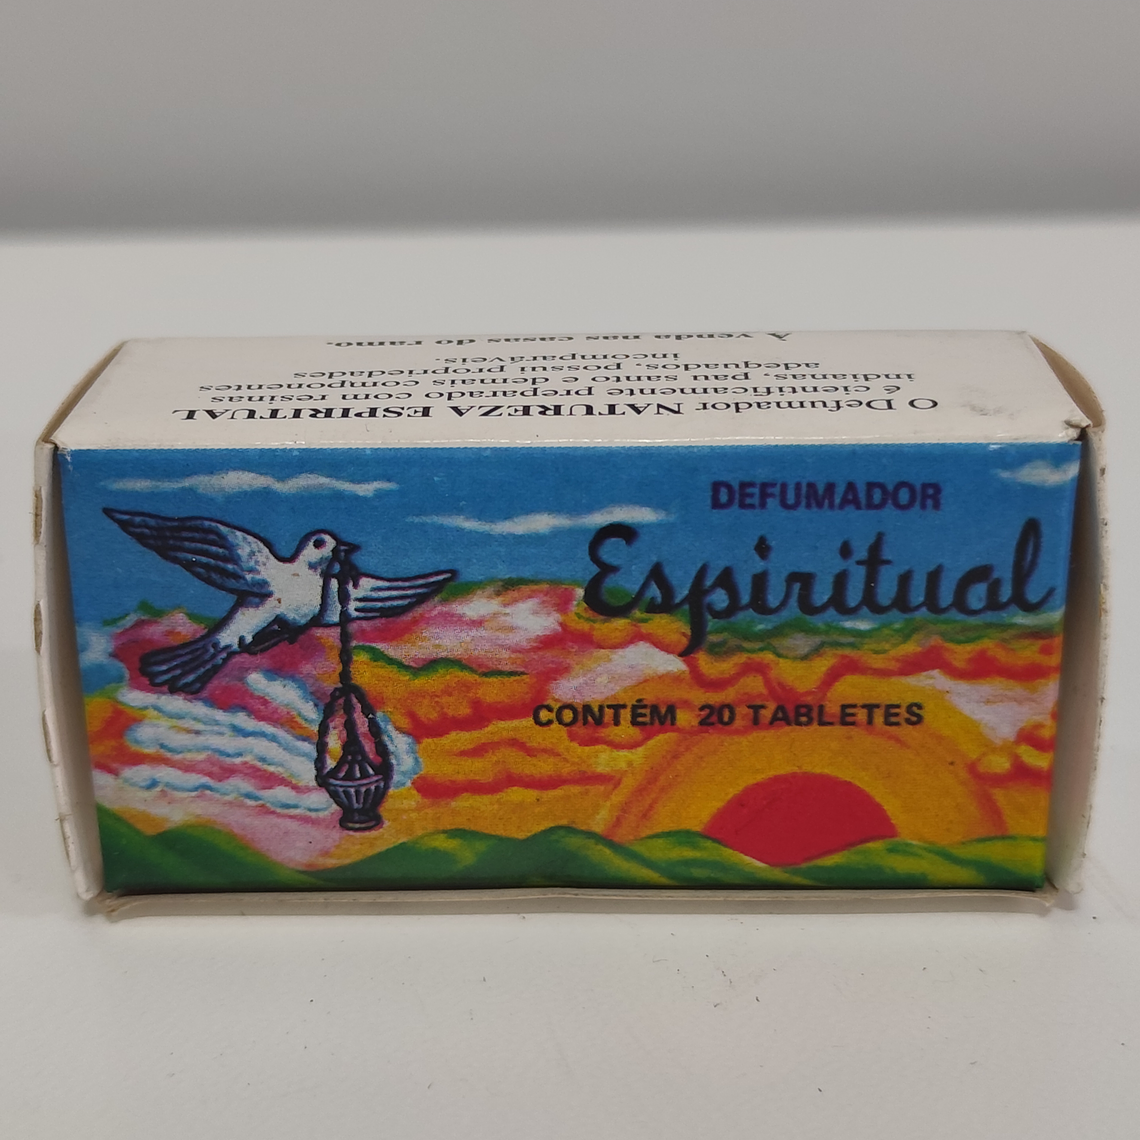 O Defumador NATUREZA ESPIRITUAL
é cientificamente preparado com resinas
indianas, pau santo e demais componentes
adequados, possui propriedades
incomparáveis.
À venda nas casas do ramo.
DEFUMADOR
Espiritual
CONTÉM 20 TABLETES